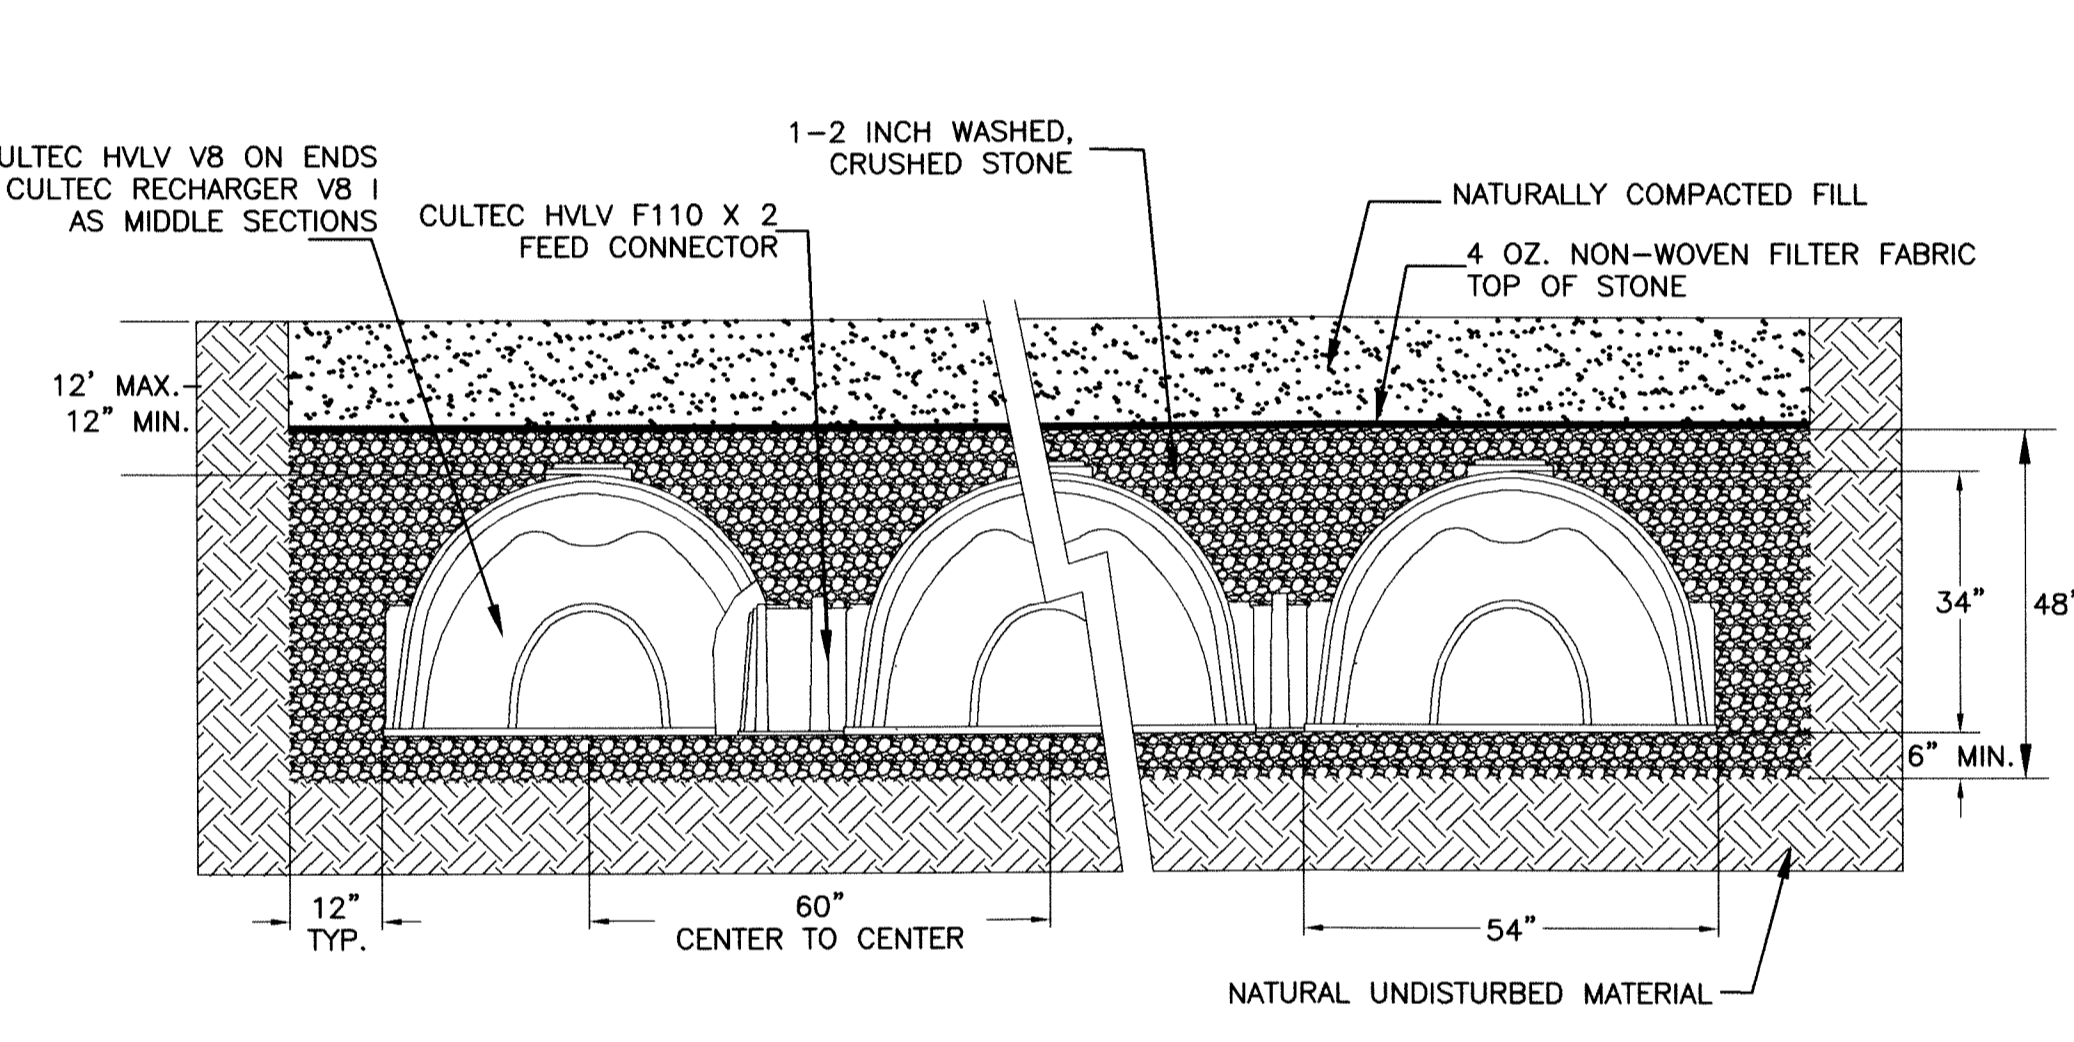 ULTEC HVLV V8 ON ENDS
CULTEC RECHARGER V8 I
AS MIDDLE SECTIONS
CULTEC HVLV F110 X 2
FEED CONNECTOR
1-2 INCH WASHED,
CRUSHED STONE
NATURALLY COMPACTED FILL
4 OZ. NON-WOVEN FILTER FABRIC
TOP OF STONE
12' MAX.
12" MIN.
34"
48"
6" MIN.
12"
TYP.
60"
CENTER TO CENTER
54"
NATURAL UNDISTURBED MATERIAL